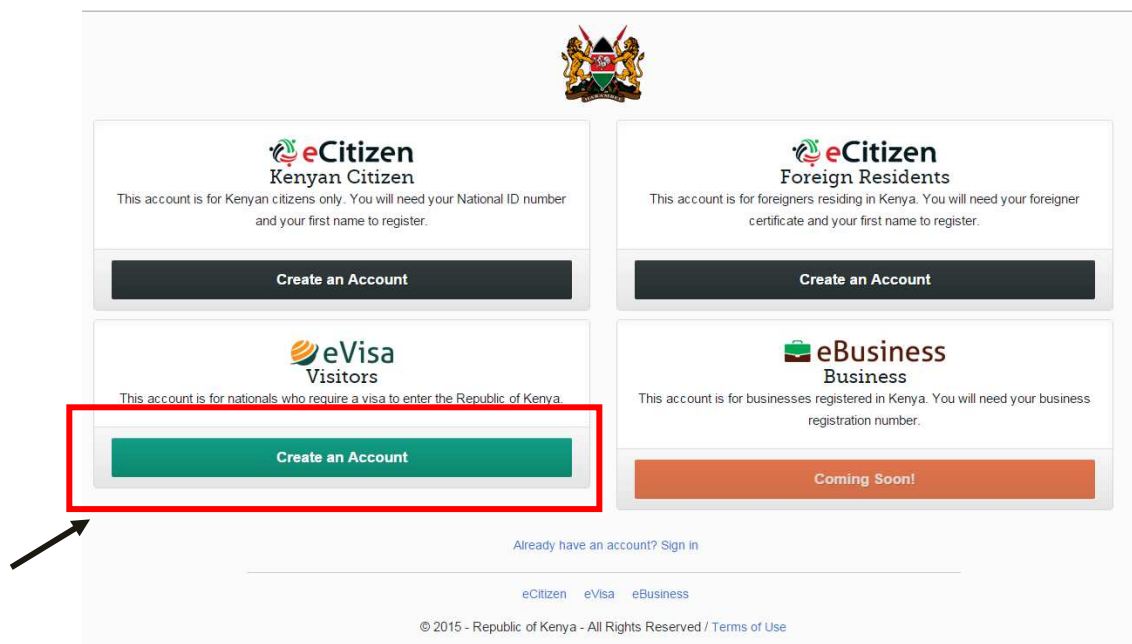 HARAMBEE
eCitizen
Kenyan Citizen
This account is for Kenyan citizens only. You will need your National ID number
and your first name to register.
Create an Account
eCitizen
Foreign Residents
This account is for foreigners residing in Kenya. You will need your foreigner
certificate and your first name to register.
Create an Account
eVisa
Visitors
This account is for nationals who require a visa to enter the Republic of Kenya.
Create an Account
eBusiness
Business
This account is for businesses registered in Kenya. You will need your business
registration number.
Coming Soon!
Already have an account? Sign in
eCitizen eVisa eBusiness
© 2015 - Republic of Kenya - All Rights Reserved / Terms of Use